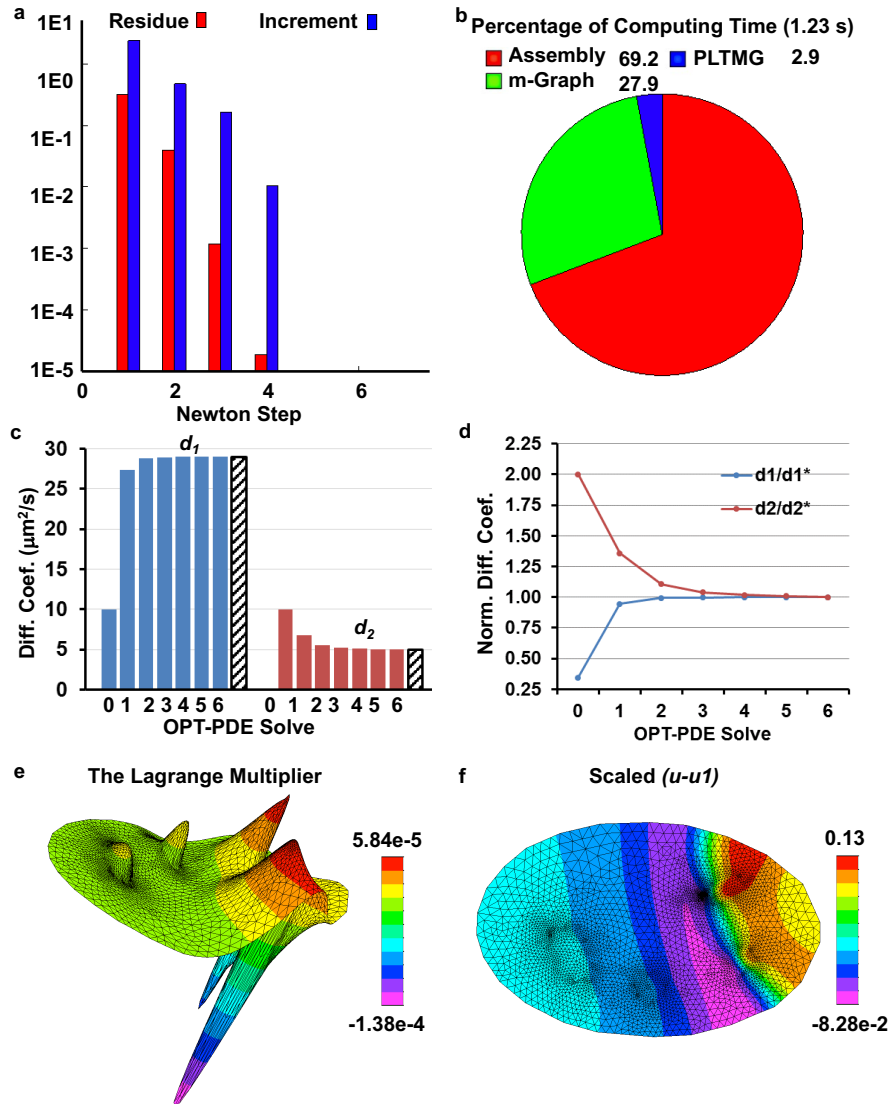 a
Residue Increment
1E1
1E0
1E-1
1E-2
1E-3
1E-4
1E-5
0 2 4 6
Newton Step
b
Percentage of Computing Time (1.23 s)
Assembly 69.2 PLTMG 2.9
m-Graph 27.9
c
d1
d2
30
25
20
15
10
5
0
Diff. Coef. (µm²/s)
0 1 2 3 4 5 6 0 1 2 3 4 5 6
OPT-PDE Solve OPT-PDE Solve
d
2.25
2.00
1.75
1.50
1.25
1.00
0.75
0.50
0.25
Norm. Diff. Coef.
d1/d1*
d2/d2*
0 1 2 3 4 5 6
OPT-PDE Solve
e The Lagrange Multiplier
5.84e-5
-1.38e-4
f Scaled (u-u1)
0.13
-8.28e-2